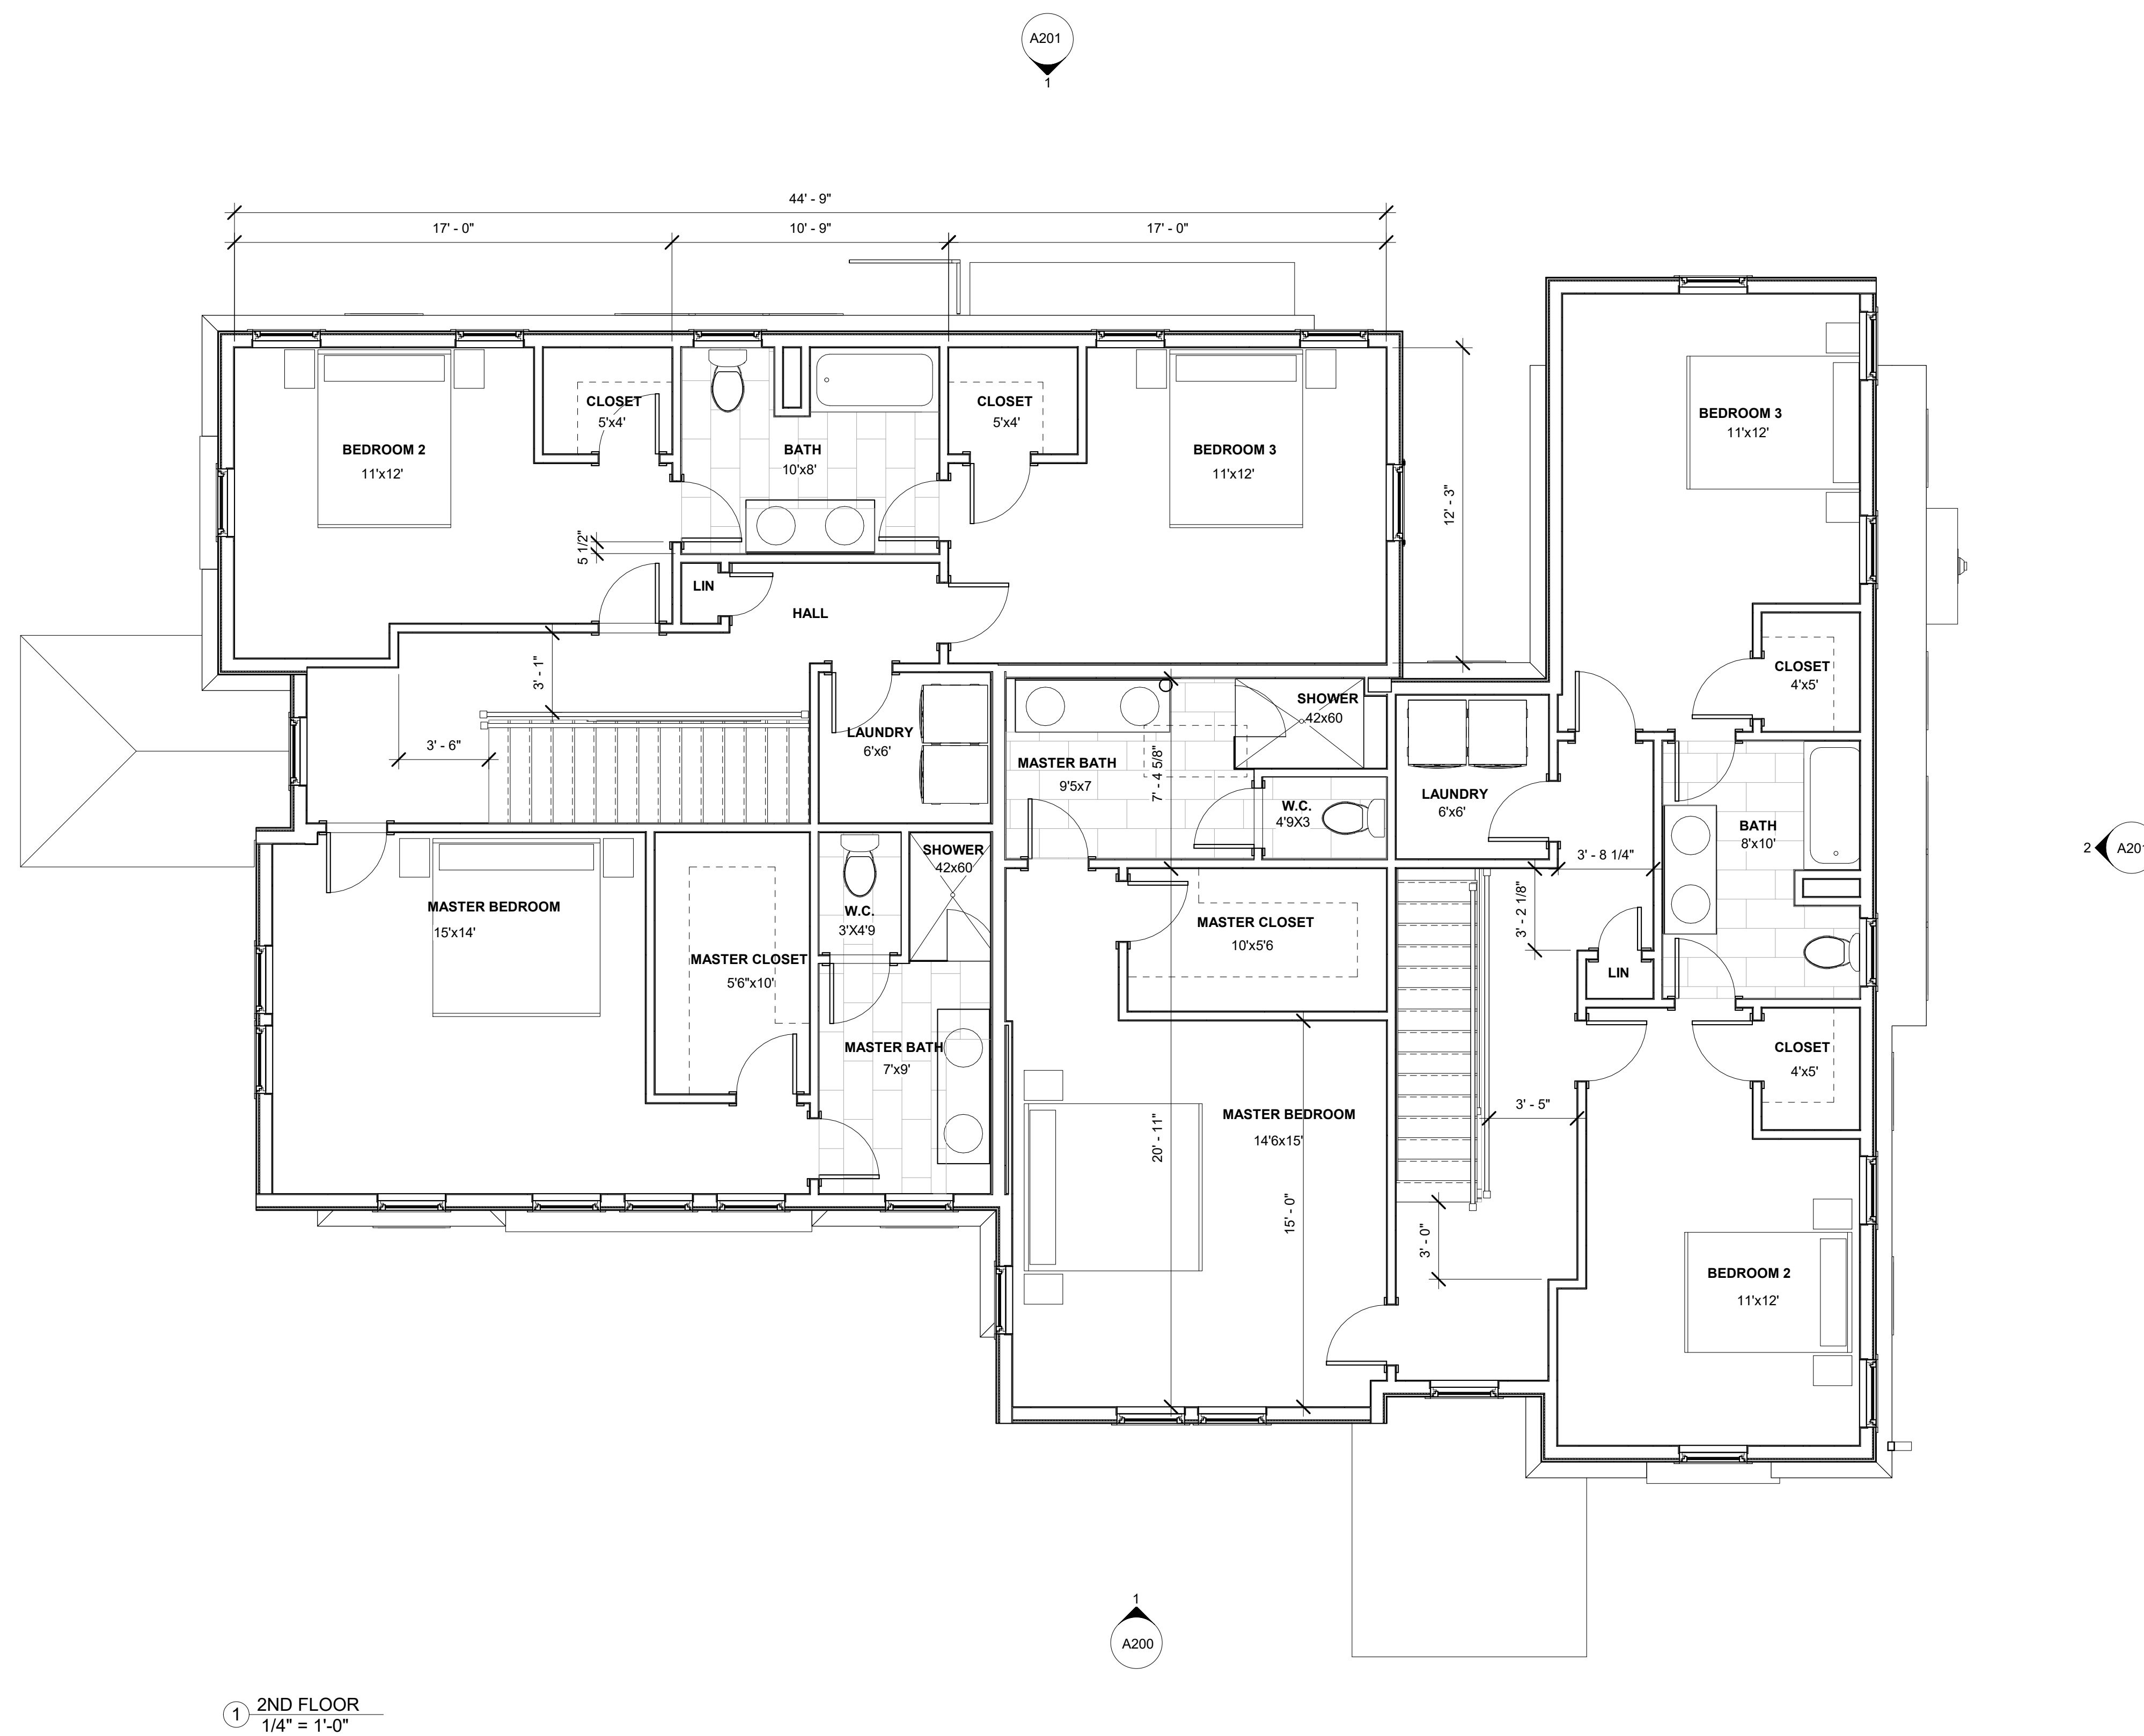 A201
1
44' - 9"
17' - 0"
10' - 9"
17' - 0"
CLOSET
5'x4'
BEDROOM 2
11'x12'
BATH
10'x8'
CLOSET
5'x4'
BEDROOM 3
11'x12'
12' - 3"
BEDROOM 3
11'x12'
5 1/2"
LIN
HALL
3' - 1"
3' - 6"
LAUNDRY
6'x6'
MASTER BATH
9'5x7
7' - 4 5/8"
SHOWER
42x60
W.C.
4'9X3
LAUNDRY
6'x6'
CLOSET
4'x5'
BATH
8'x10'
3' - 8 1/4"
2
A201
MASTER BEDROOM
15'x14'
MASTER CLOSET
5'6"x10'
W.C.
3'X4'9
SHOWER
42x60
MASTER BATH
7'x9'
MASTER CLOSET
10'x5'6
3' - 2 1/8"
LIN
CLOSET
4'x5'
20' - 11"
MASTER BEDROOM
14'6x15'
15' - 0"
3' - 5"
3' - 0"
BEDROOM 2
11'x12'
1
A200
1
2ND FLOOR
1/4" = 1'-0"